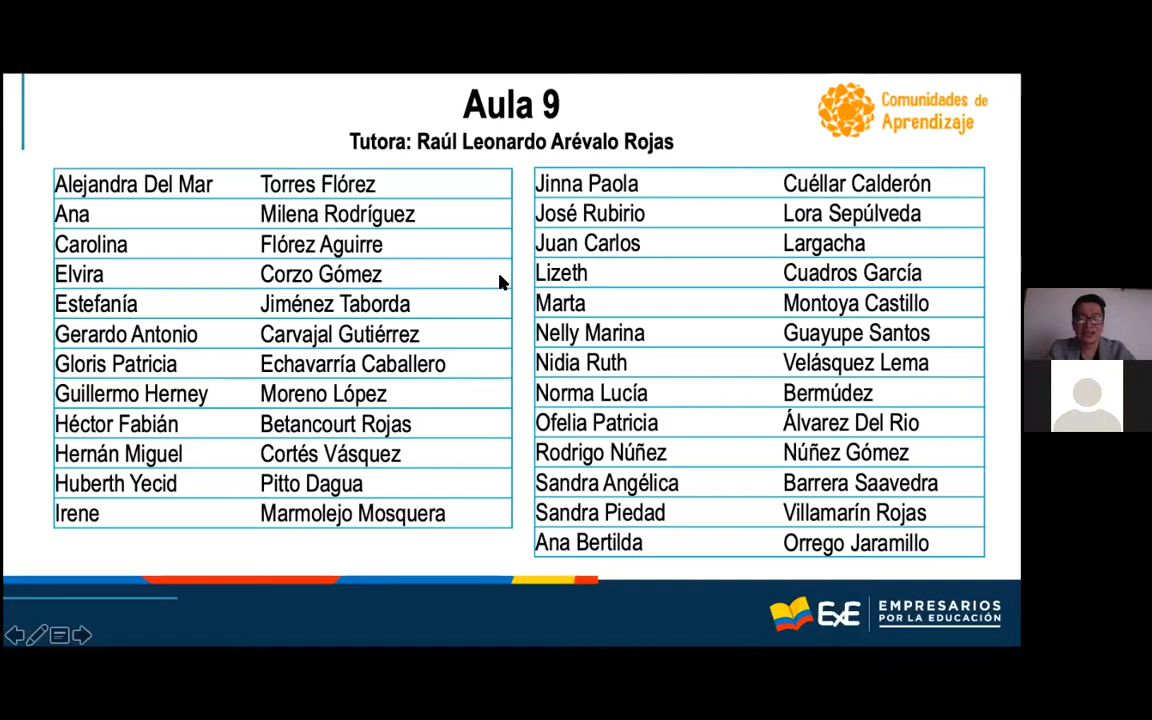 Aula 9
Tutora: Raúl Leonardo Arévalo Rojas
Comunidades de
Aprendizaje
Alejandra Del Mar Torres Flórez
Ana Milena Rodríguez
Carolina Flórez Aguirre
Elvira Corzo Gómez
Estefanía Jiménez Taborda
Gerardo Antonio Carvajal Gutiérrez
Gloris Patricia Echavarría Caballero
Guillermo Herney Moreno López
Héctor Fabián Betancourt Rojas
Hernán Miguel Cortés Vásquez
Huberth Yecid Pitto Dagua
Irene Marmolejo Mosquera
Jinna Paola Cuéllar Calderón
José Rubirio Lora Sepúlveda
Juan Carlos Largacha
Lizeth Cuadros García
Marta Montoya Castillo
Nelly Marina Guayupe Santos
Nidia Ruth Velásquez Lema
Norma Lucía Bermúdez
Ofelia Patricia Álvarez Del Rio
Rodrigo Núñez Núñez Gómez
Sandra Angélica Barrera Saavedra
Sandra Piedad Villamarín Rojas
Ana Bertilda Orrego Jaramillo
ExE
EMPRESARIOS
POR LA EDUCACIÓN